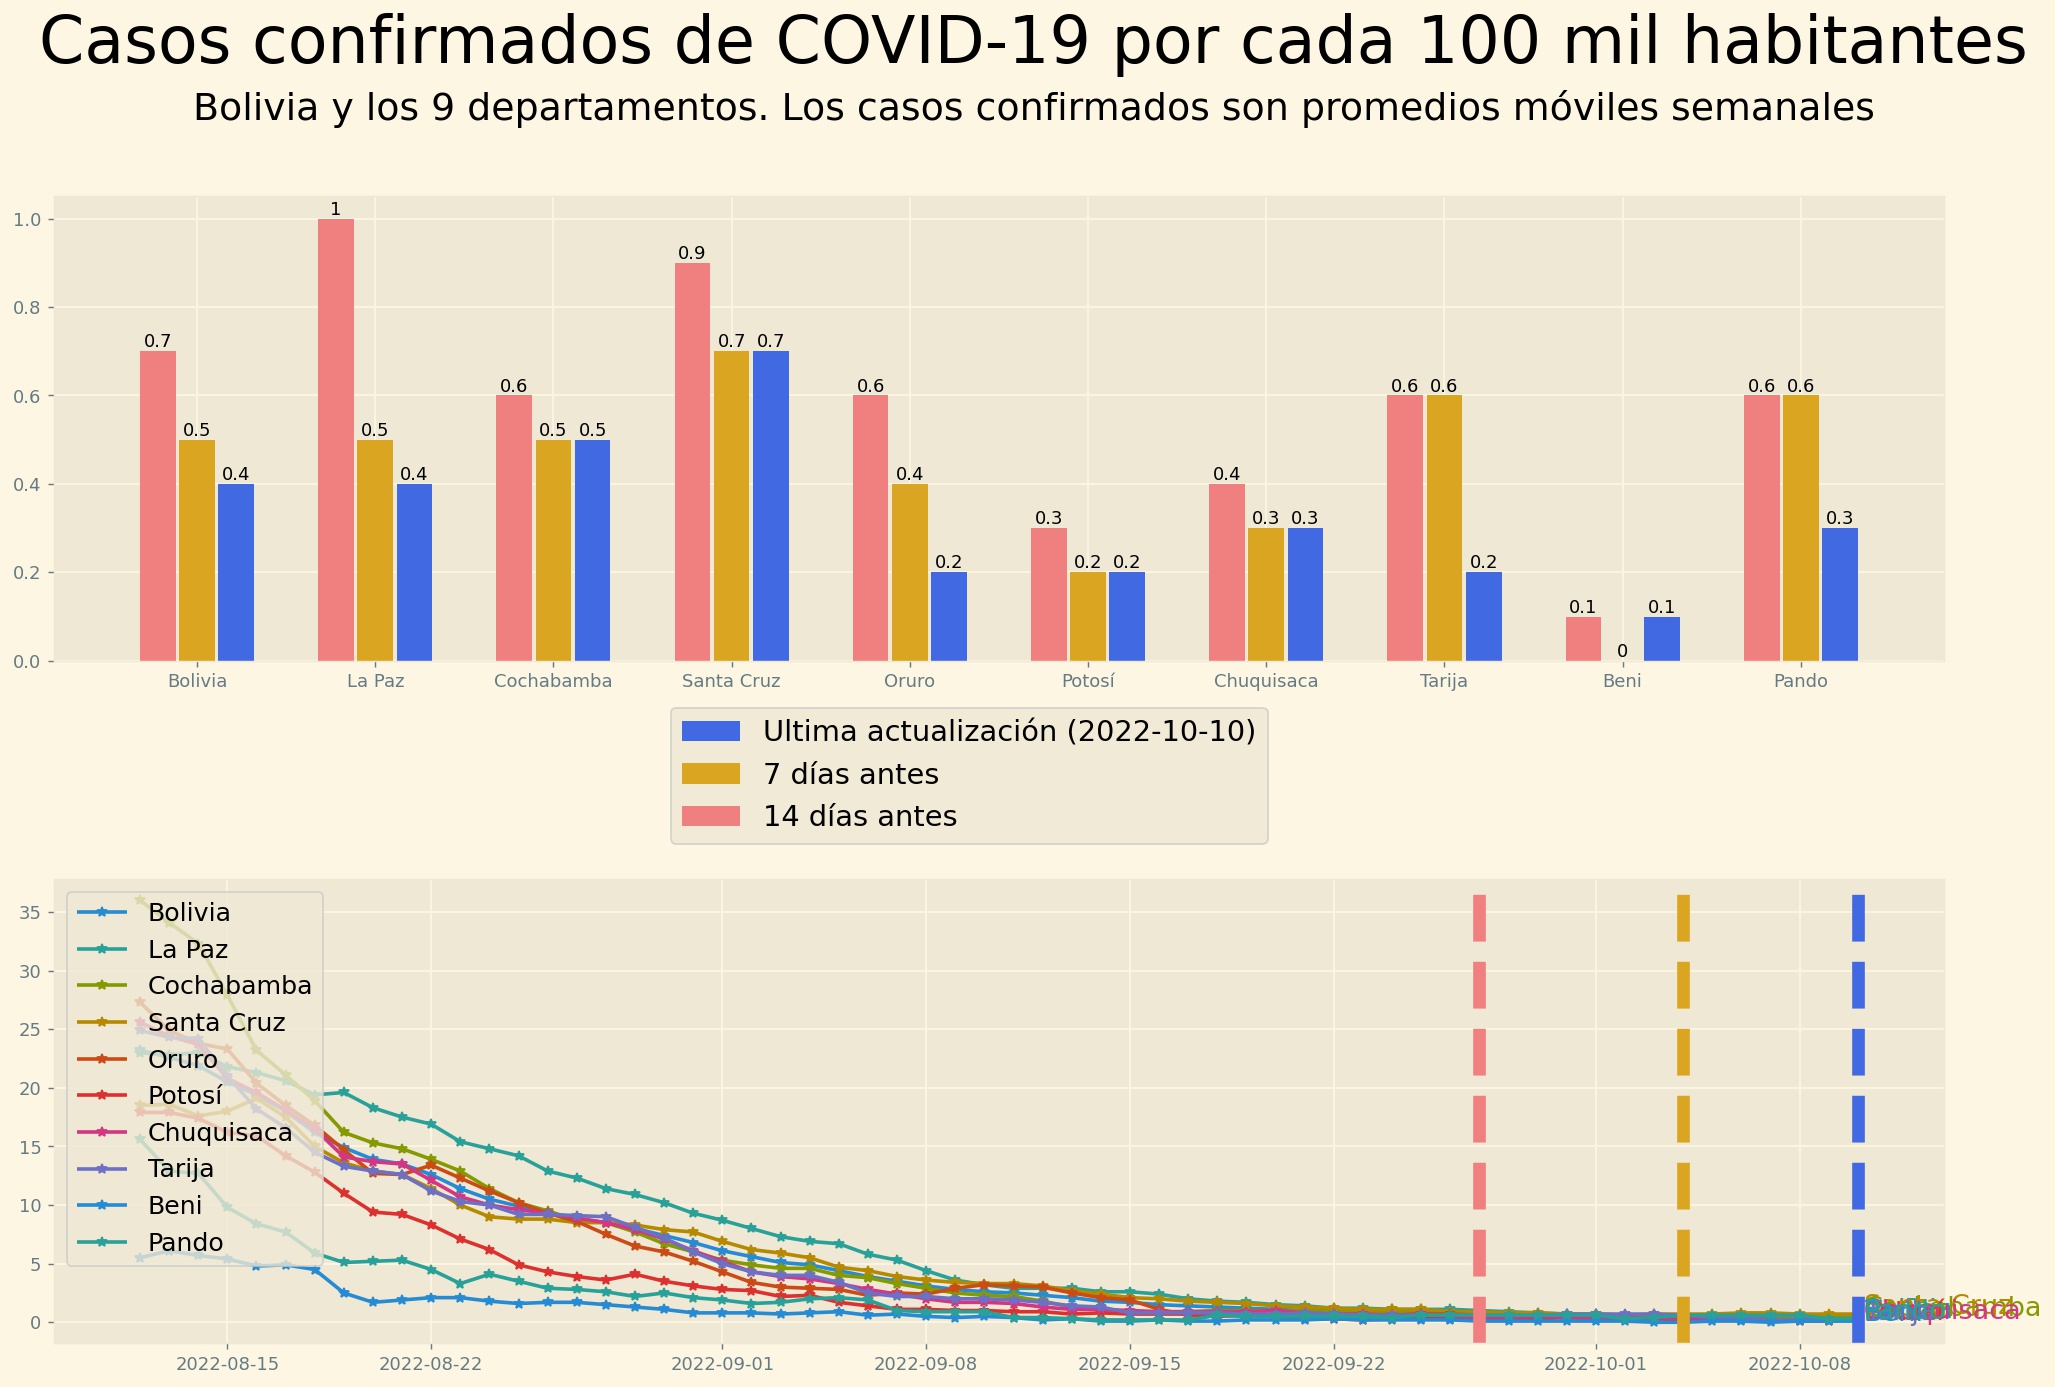 Casos confirmados de COVID-19 por cada 100 mil habitantes
Bolivia y los 9 departamentos. Los casos confirmados son promedios móviles semanales
1.0
0.8
0.6
0.4
0.2
0.0
0.7 0.5 0.4
1 0.5 0.4
0.6 0.5 0.5
0.9 0.7 0.7
0.6 0.4 0.2
0.3 0.2 0.2
0.4 0.3 0.3
0.6 0.6 0.2
0.1 0 0.1
0.6 0.6 0.3
Bolivia La Paz Cochabamba Santa Cruz Oruro Potosí Chuquisaca Tarija Beni Pando
Ultima actualización (2022-10-10)
7 días antes
14 días antes
35
30
25
20
15
10
5
0
Bolivia
La Paz
Cochabamba
Santa Cruz
Oruro
Potosí
Chuquisaca
Tarija
Beni
Pando
2022-08-15 2022-08-22 2022-09-01 2022-09-08 2022-09-15 2022-09-22 2022-10-01 2022-10-08